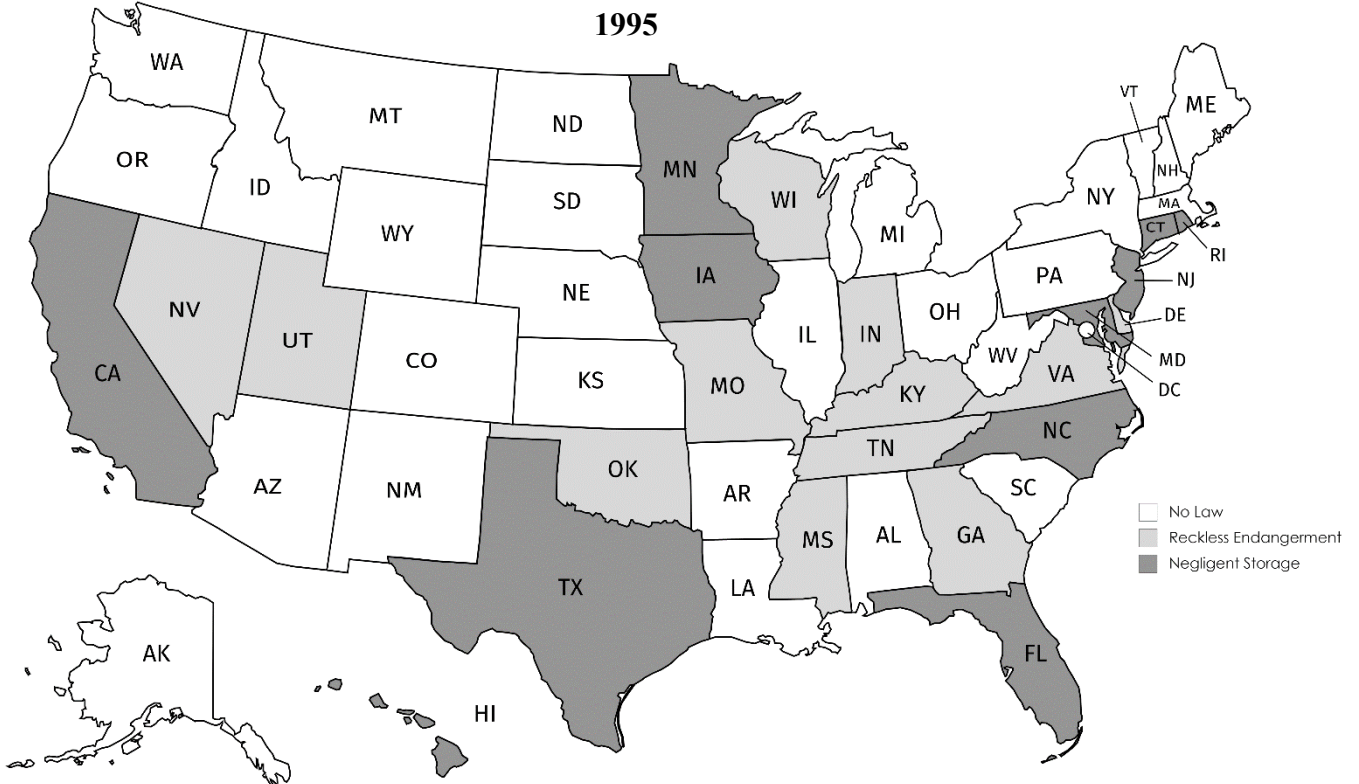 1995
WA
MT
ND
MN
VT
ME
OR
ID
SD
WI
NY
NH
MA
WY
MI
CT
RI
NV
NE
IA
PA
NJ
UT
CO
IL
IN
OH
DE
CA
KS
MO
WV
VA
MD
KY
DC
AZ
NM
OK
AR
TN
NC
SC
MS
AL
GA
TX
LA
No Law
Reckless Endangerment
Negligent Storage
AK
HI
FL